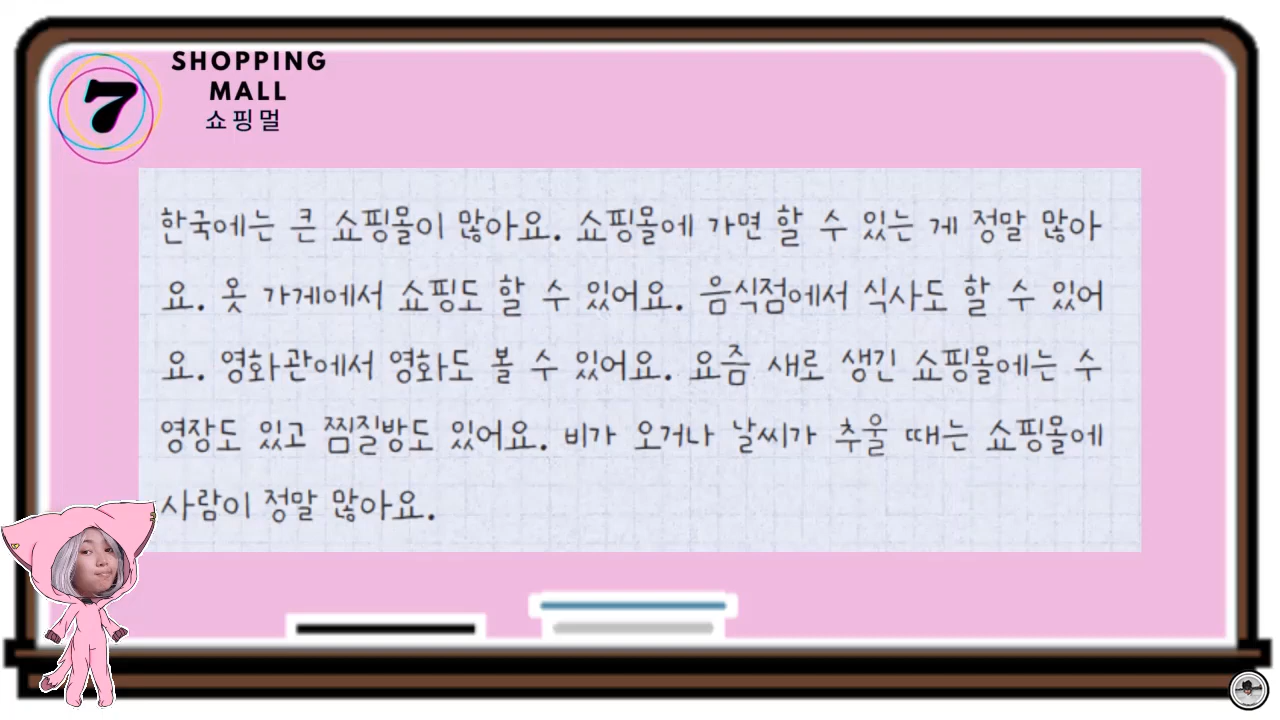 7
SHOPPING
MALL
쇼핑멀
한국에는 큰 쇼핑몰이 많아요. 쇼핑몰에 가면 할 수 있는 게 정말 많아
요. 옷 가게에서 쇼핑도 할 수 있어요. 음식점에서 식사도 할 수 있어
요. 영화관에서 영화도 볼 수 있어요. 요즘 새로 생긴 쇼핑몰에는 수
영장도 있고 찜질방도 있어요. 비가 오거나 날씨가 추울 때는 쇼핑몰에
사람이 정말 많아요.